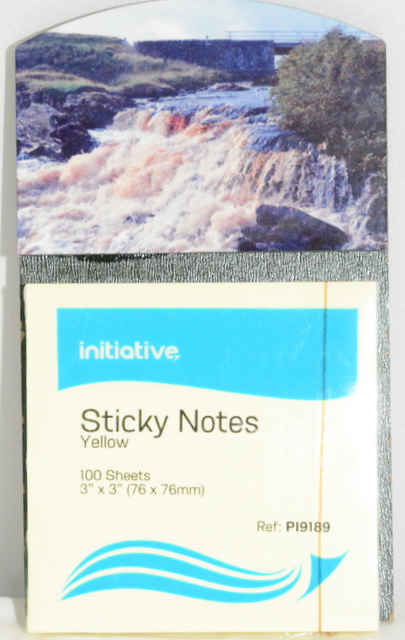 initiative
Sticky Notes
Yellow
100 Sheets
3" x 3" (76 x 76mm)
Ref: PI9189